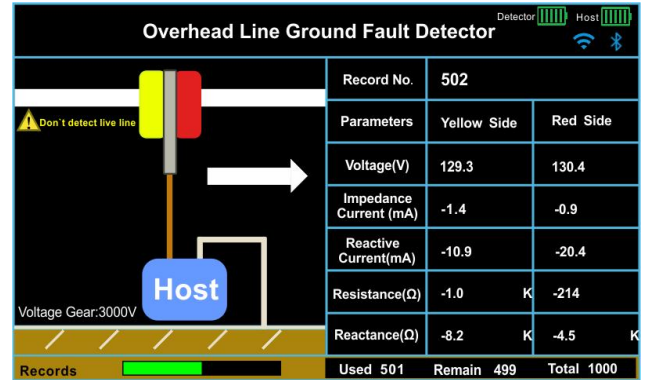 Detector Host
Overhead Line Ground Fault Detector
Record No. 502
Don`t detect live line
Parameters Yellow Side Red Side
Voltage(V) 129.3 130.4
Impedance
Current (mA) -1.4 -0.9
Reactive
Current(mA) -10.9 -20.4
Host
Resistance(Ω) -1.0 K -214
Voltage Gear:3000V
Reactance(Ω) -8.2 K -4.5 K
Records Used 501 Remain 499 Total 1000